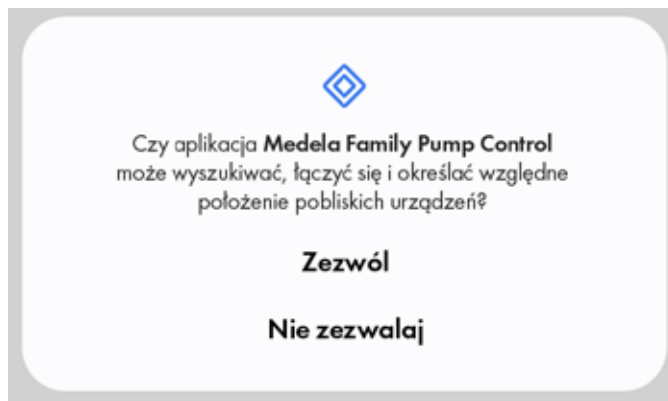 Czy aplikacja Medela Family Pump Control
może wyszukiwać, łączyć się i określać względne
położenie pobliskich urządzeń?
Zezwól
Nie zezwalaj